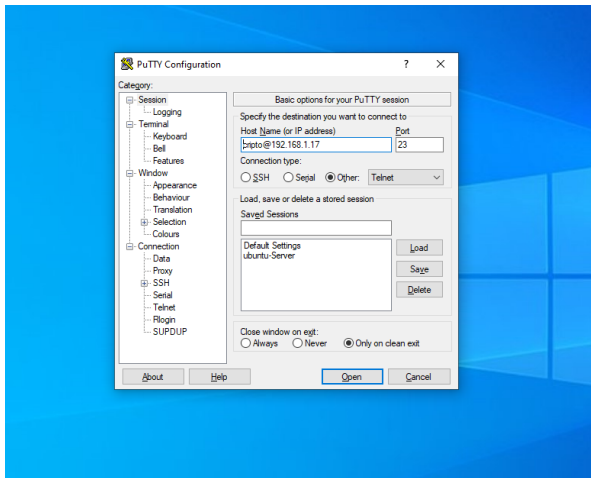 PuTTY Configuration
?
Category:
Session
Logging
Terminal
Keyboard
Bell
Features
Window
Appearance
Behaviour
Translation
Selection
Colours
Connection
Data
Proxy
SSH
Serial
Telnet
Rlogin
SUPDUP
Basic options for your PuTTY session
Specify the destination you want to connect to
Host Name (or IP address) Port
@192.168.1.17 23
Connection type:
SSH Serial Other: Telnet
Load, save or delete a stored session
Saved Sessions
Default Settings
ubuntu-Server
Load
Save
Delete
Close window on exit:
Always Never Only on clean exit
About Help Open Cancel